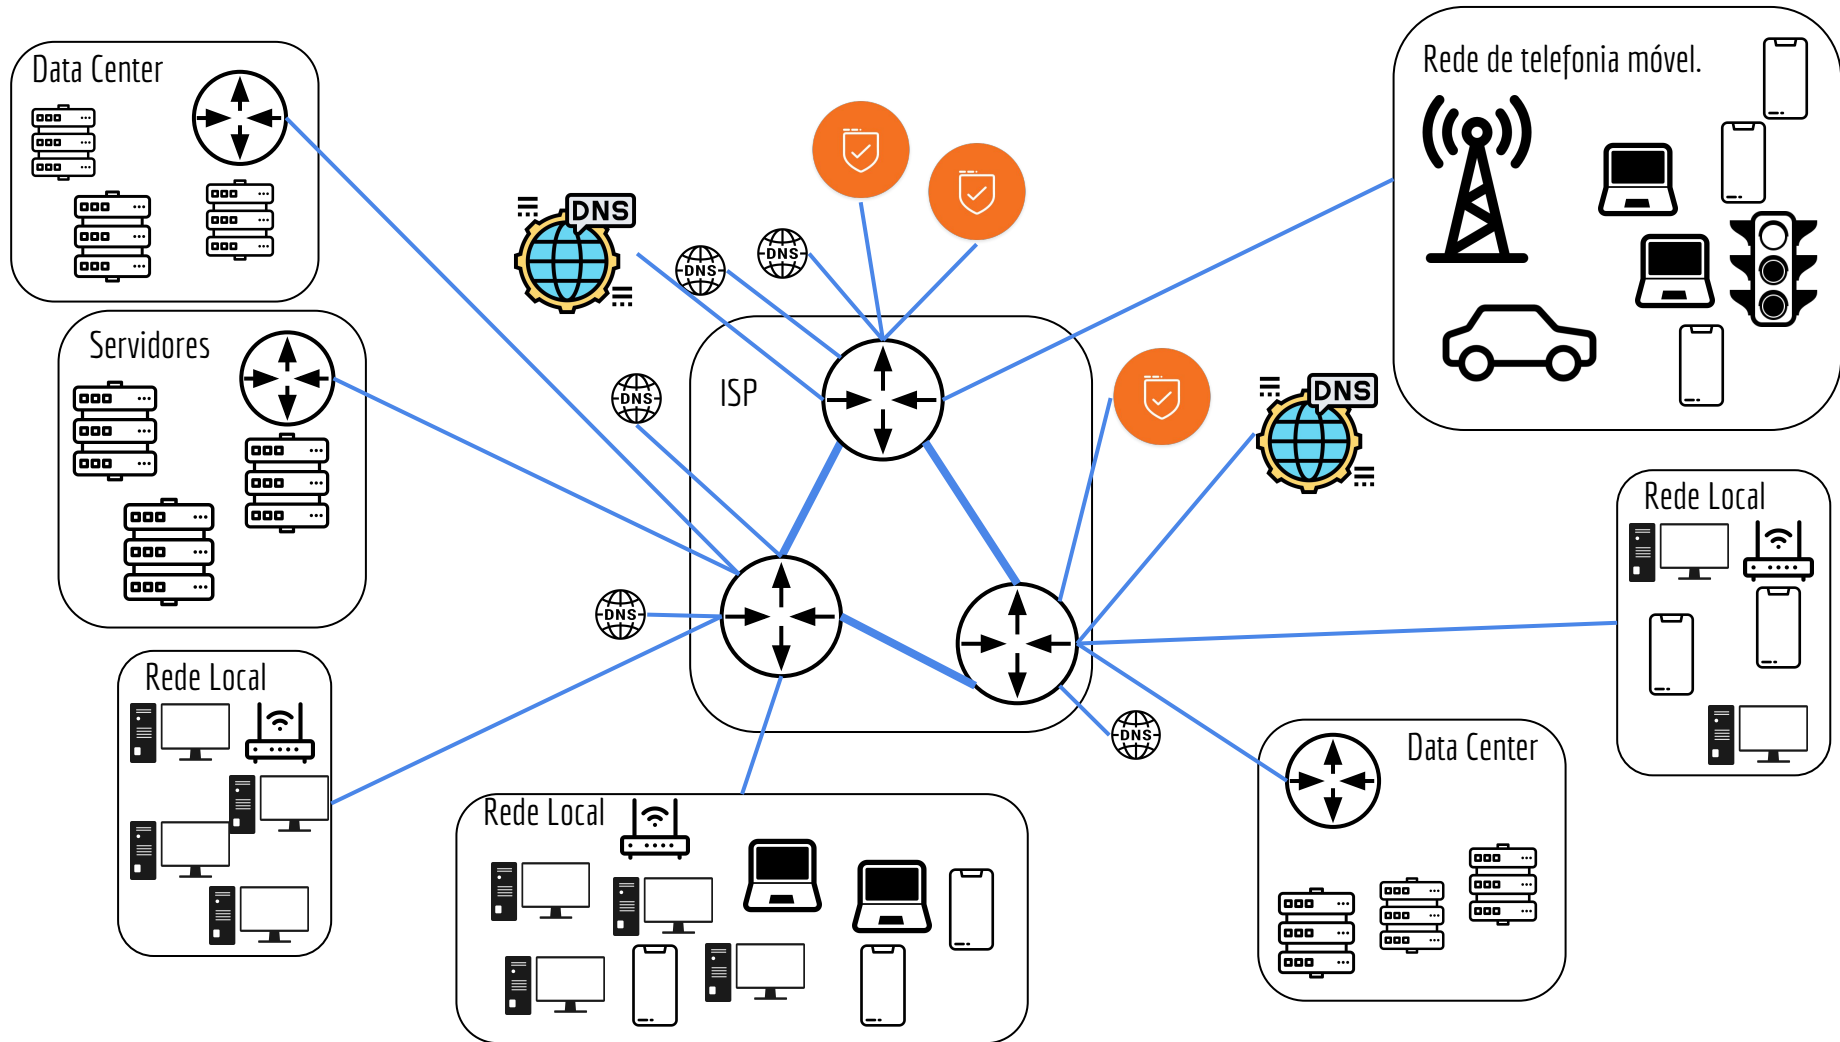 Data Center
Rede de telefonia móvel.
DNS
DNS
DNS
Servidores
ISP
DNS
DNS
Rede Local
DNS
Rede Local
DNS
Data Center
Rede Local